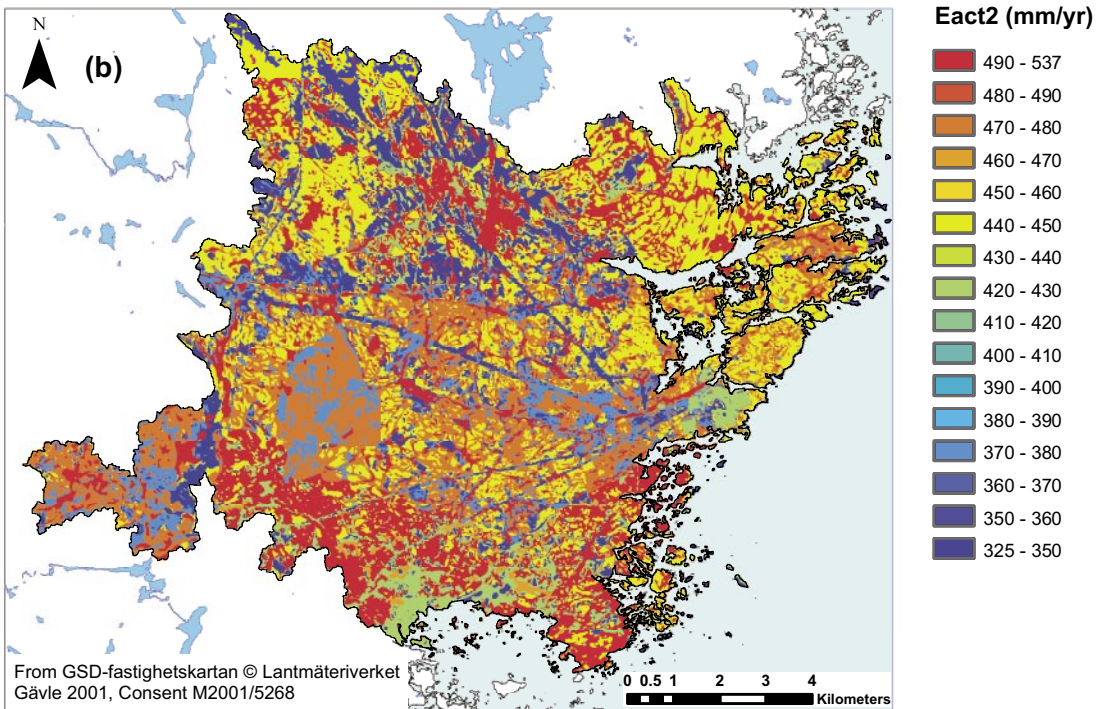 N
(b)
From GSD-fastighetskartan © Lantmäteriverket
Gävle 2001, Consent M2001/5268
0 0.5 1 2 3 4
Kilometers
Eact2 (mm/yr)
490 - 537
480 - 490
470 - 480
460 - 470
450 - 460
440 - 450
430 - 440
420 - 430
410 - 420
400 - 410
390 - 400
380 - 390
370 - 380
360 - 370
350 - 360
325 - 350